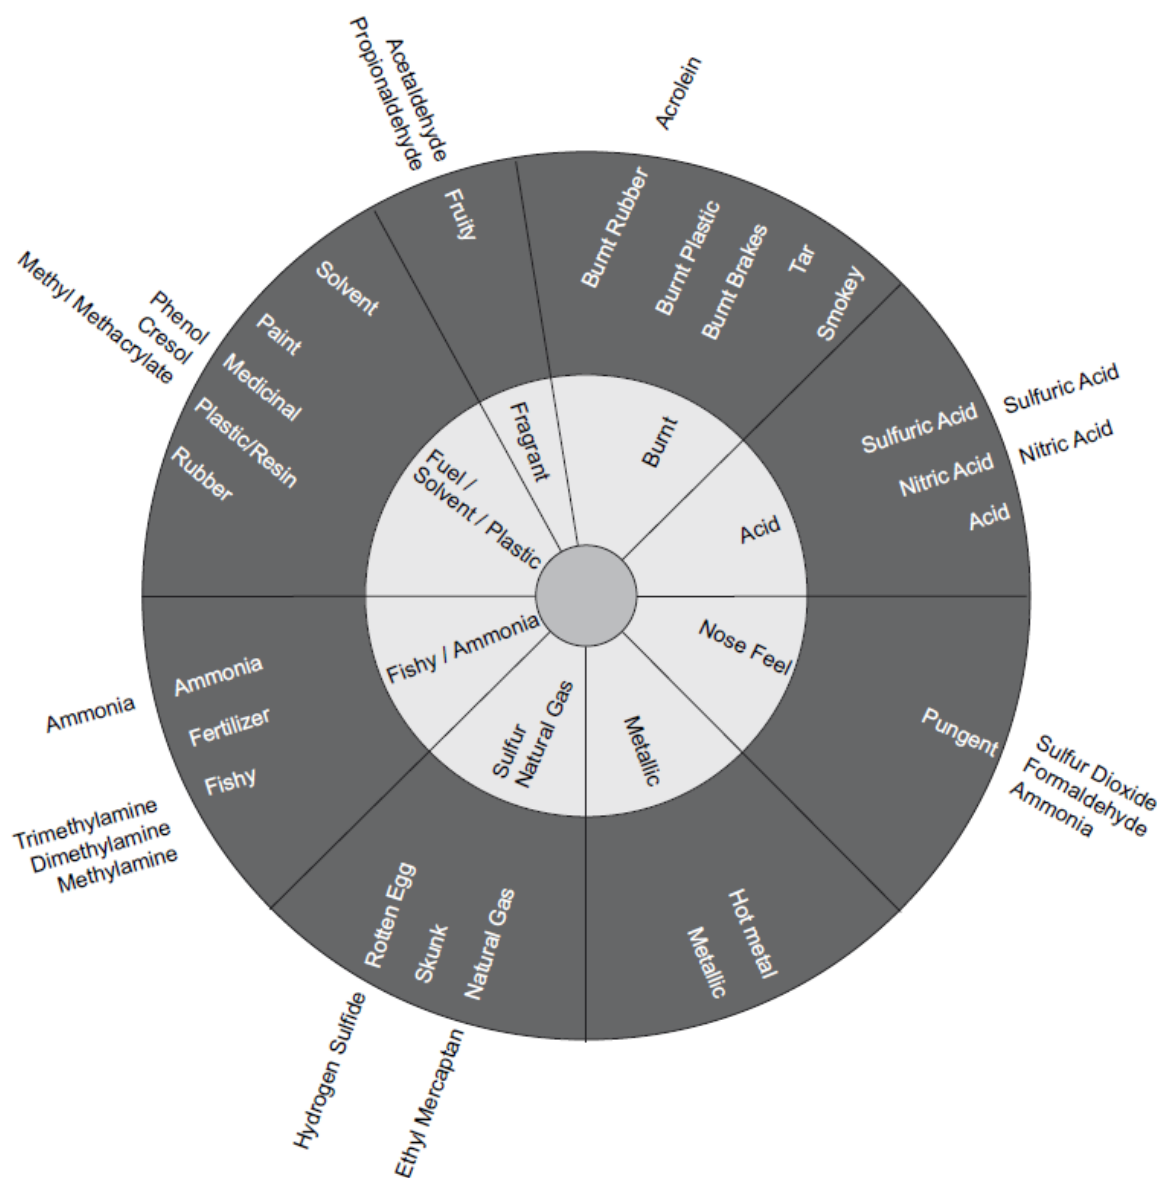 Acetaldehyde
Propionaldehyde
Acrolein
Fruity
Burnt Rubber
Burnt Plastic
Burnt Brakes
Tar
Smokey
Solvent
Paint
Medicinal
Plastic/Resin
Rubber
Phenol
Cresol
Methyl Methacrylate
Fragrant
Burnt
Fuel /
Solvent / Plastic
Acid
Sulfuric Acid
Nitric Acid
Acid
Sulfuric Acid
Nitric Acid
Fishy / Ammonia
Nose Feel
Sulfur
Natural Gas
Metallic
Ammonia
Fertilizer
Fishy
Ammonia
Trimethylamine
Dimethylamine
Methylamine
Pungent
Sulfur Dioxide
Formaldehyde
Ammonia
Rotten Egg
Skunk
Natural Gas
Hot metal
Metallic
Hydrogen Sulfide
Ethyl Mercaptan